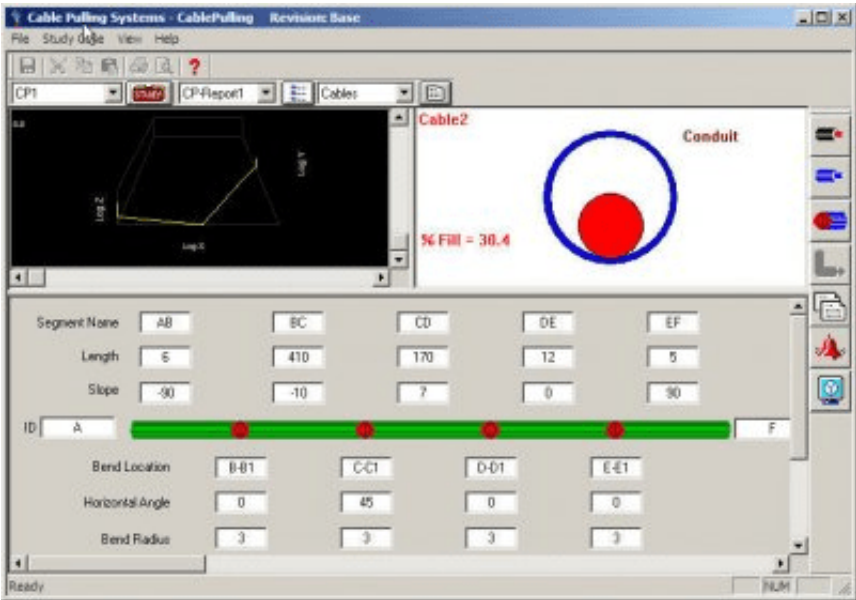 Cable Pulling Systems - CablePulling Revision: Base
File Study Case View Help
CP1 Study CP-Report1 Cables
Cable2
Conduit
Log Y
Log Z
Log X
% Fill = 30.4
Segment Name AB BC CD DE EF
Length 6 410 170 12 5
Slope -90 -10 7 0 90
ID A F
Bend Location B-B1 C-C1 D-D1 E-E1
Horizontal Angle 0 45 0 0
Bend Radius 3 3 3 3
Ready NUM